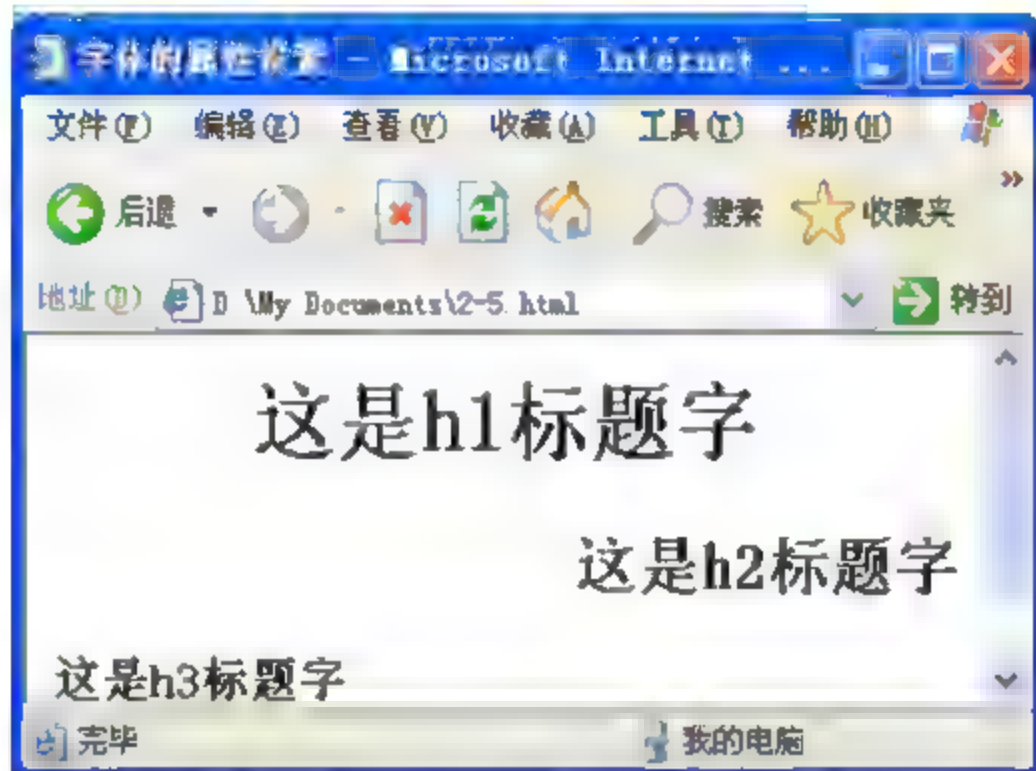 字体的属性设置 - Microsoft Internet ...
文件(F) 编辑(E) 查看(V) 收藏(A) 工具(T) 帮助(H)
后退 搜索 收藏夹 »
地址(D) D \My Documents\2-5. html 转到
这是h1标题字
这是h2标题字
这是h3标题字
完毕 我的电脑